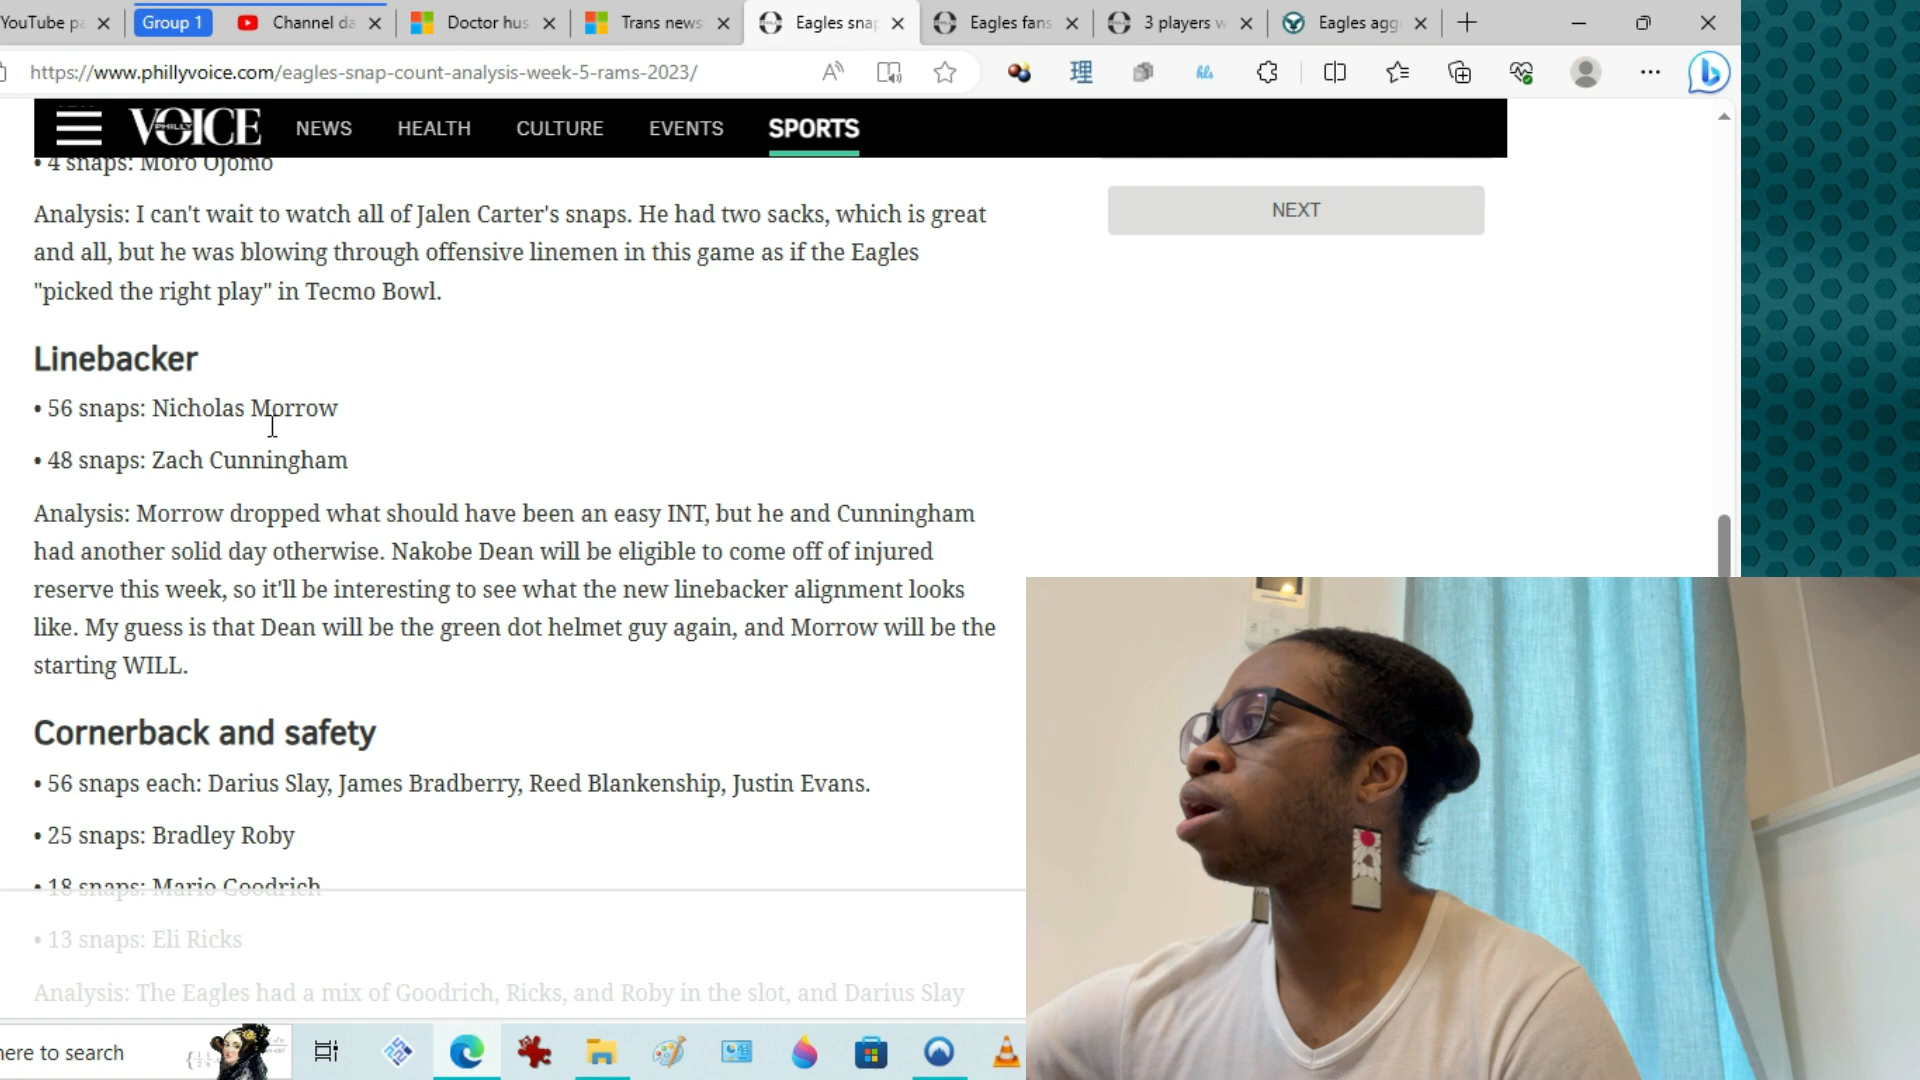 YouTube pa
Group 1
Channel da
Doctor hus
Trans news
Eagles snap
Eagles fans
3 players w
Eagles agg
https://www.phillyvoice.com/eagles-snap-count-analysis-week-5-rams-2023/
PHILLY VOICE NEWS HEALTH CULTURE EVENTS SPORTS
• 4 snaps: Moro Ojomo
Analysis: I can't wait to watch all of Jalen Carter's snaps. He had two sacks, which is great
and all, but he was blowing through offensive linemen in this game as if the Eagles
"picked the right play" in Tecmo Bowl.
NEXT
Linebacker
• 56 snaps: Nicholas Morrow
• 48 snaps: Zach Cunningham
Analysis: Morrow dropped what should have been an easy INT, but he and Cunningham
had another solid day otherwise. Nakobe Dean will be eligible to come off of injured
reserve this week, so it'll be interesting to see what the new linebacker alignment looks
like. My guess is that Dean will be the green dot helmet guy again, and Morrow will be the
starting WILL.
Cornerback and safety
• 56 snaps each: Darius Slay, James Bradberry, Reed Blankenship, Justin Evans.
• 25 snaps: Bradley Roby
• 18 snaps: Mario Goodrich
• 13 snaps: Eli Ricks
Analysis: The Eagles had a mix of Goodrich, Ricks, and Roby in the slot, and Darius Slay
here to search